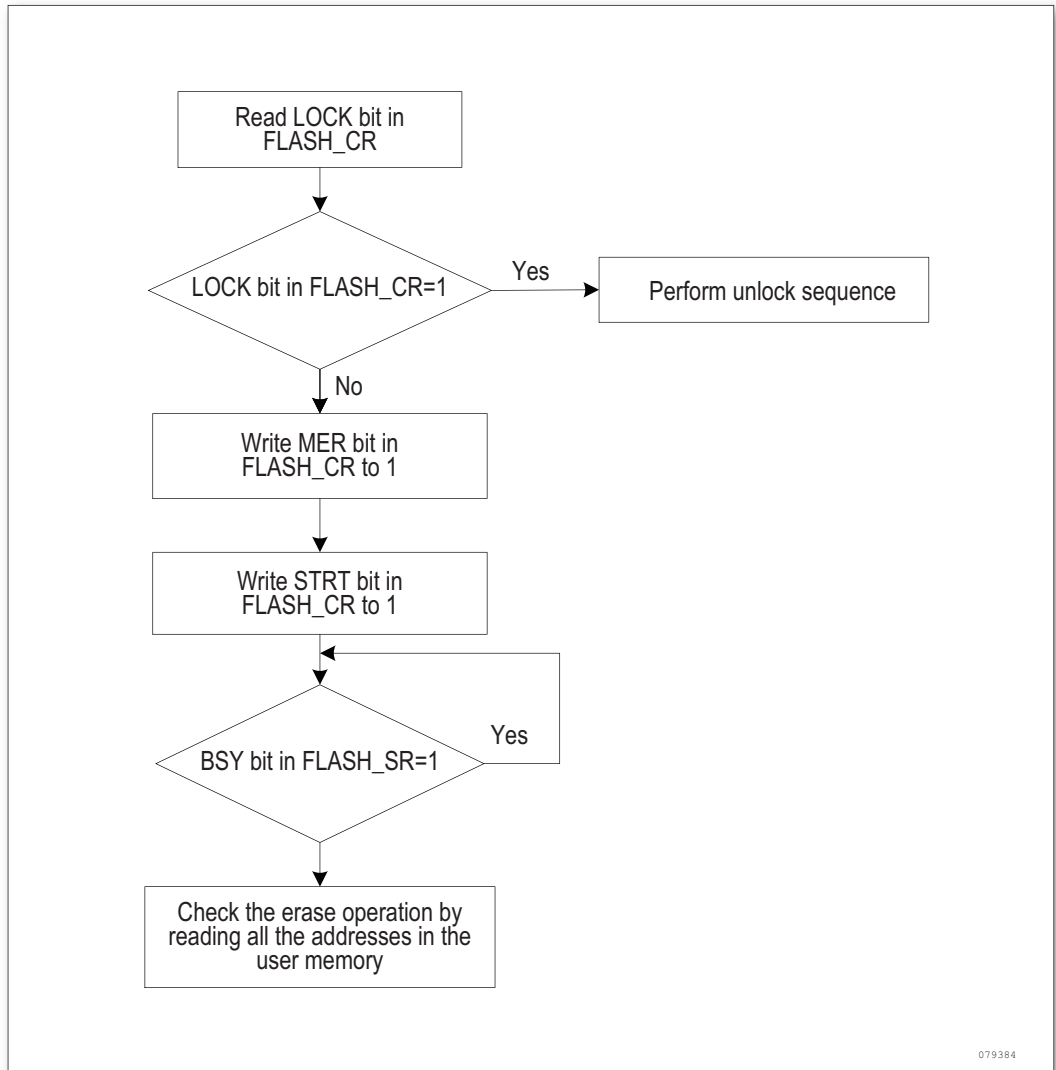 Read LOCK bit in
FLASH_CR
LOCK bit in FLASH_CR=1
Yes
Perform unlock sequence
No
Write MER bit in
FLASH_CR to 1
Write STRT bit in
FLASH_CR to 1
Yes
BSY bit in FLASH_SR=1
Check the erase operation by
reading all the addresses in the
user memory
079384